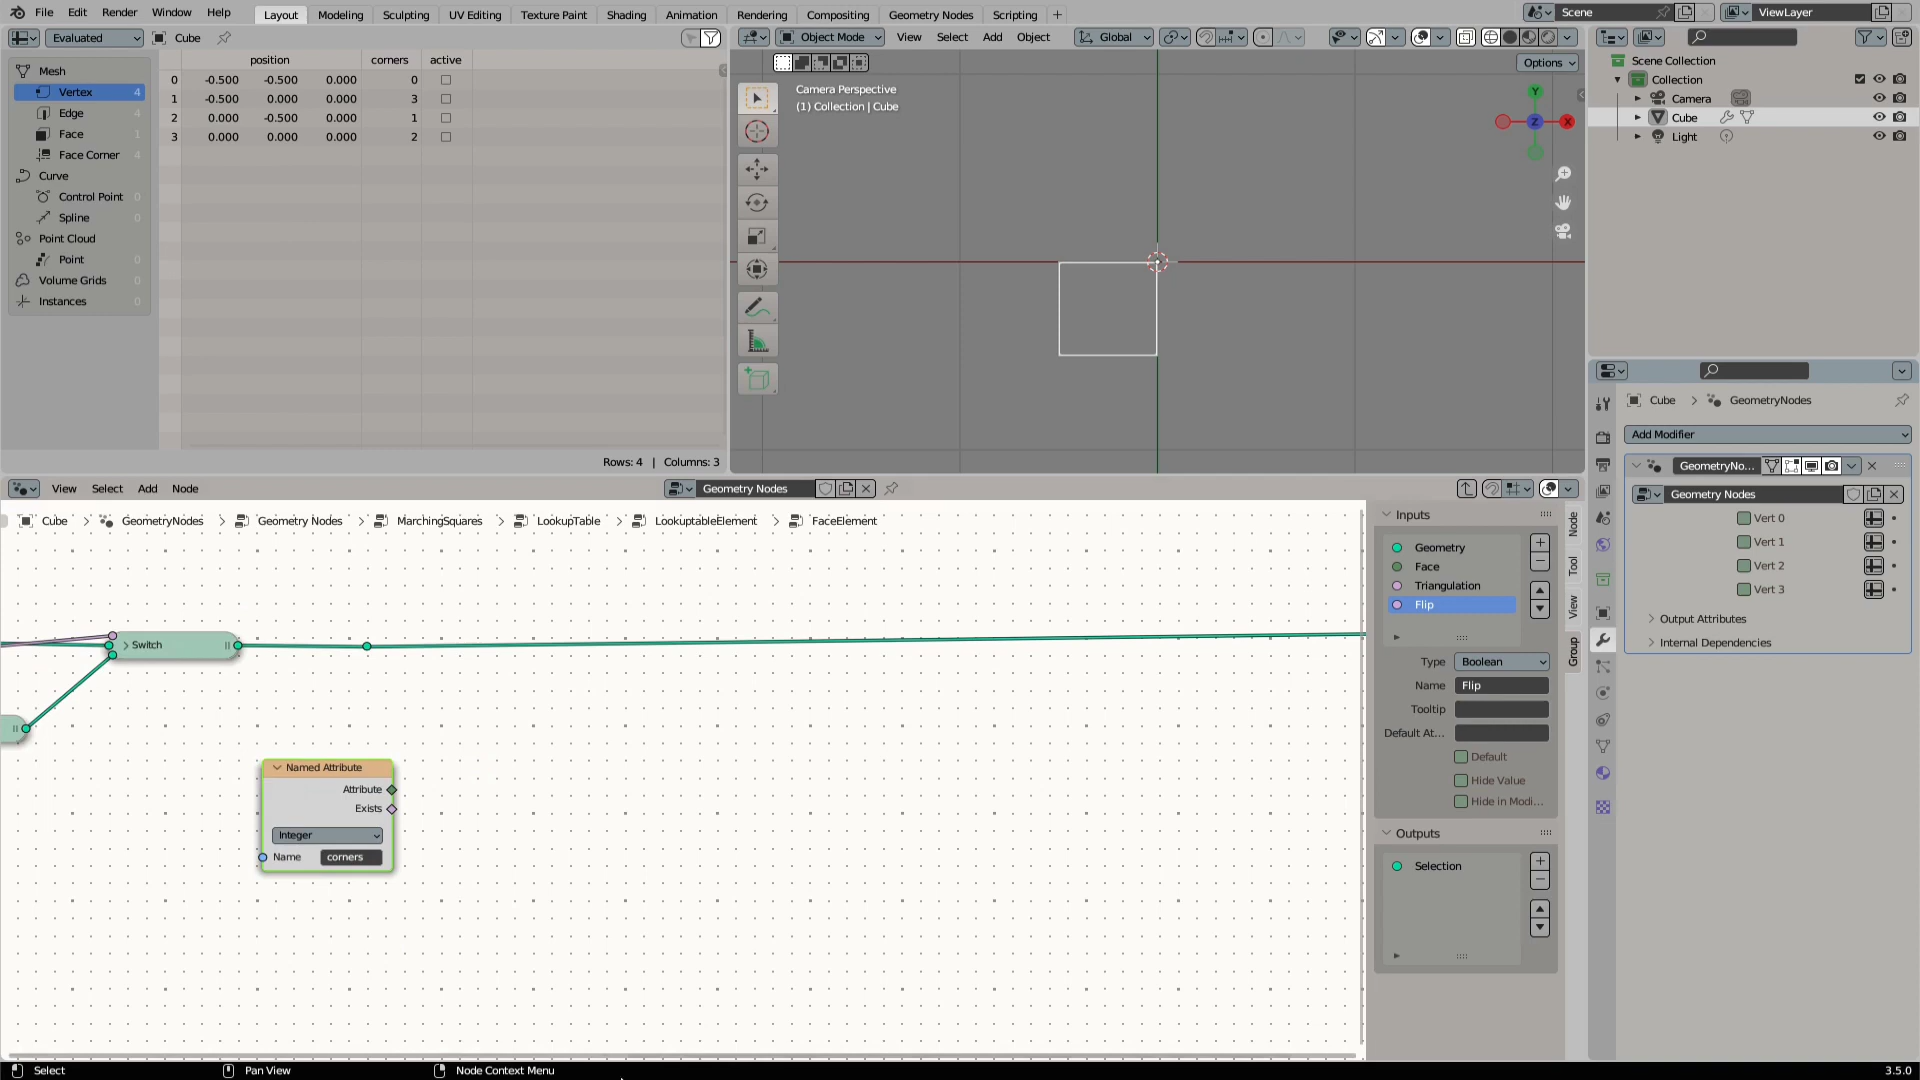 File Edit Render Window Help
Layout Modeling Sculpting UV Editing Texture Paint Shading Animation Rendering Compositing Geometry Nodes Scripting +
Scene ViewLayer
Evaluated Cube
position corners active
0 -0.500 -0.500 0.000 0
1 -0.500 0.000 0.000 3
2 0.000 -0.500 0.000 1
3 0.000 0.000 0.000 2
Mesh
Vertex 4
Edge 4
Face 1
Face Corner 4
Curve
Control Point 0
Spline 0
Point Cloud
Point 0
Volume Grids 0
Instances 0
Rows: 4 | Columns: 3
Object Mode View Select Add Object Global
Options
Camera Perspective
(1) Collection | Cube
Y
Z X
Scene Collection
Collection
Camera
Cube
Light
Cube > GeometryNodes
Add Modifier
GeometryNo...
Geometry Nodes
Vert 0
Vert 1
Vert 2
Vert 3
Output Attributes
Internal Dependencies
View Select Add Node
Geometry Nodes
Cube > GeometryNodes > Geometry Nodes > MarchingSquares > LookupTable > LookuptableElement > FaceElement
Switch
Named Attribute
Attribute
Exists
Integer
Name corners
Inputs
Geometry
Face
Triangulation
Flip
Type Boolean
Name Flip
Tooltip
Default At...
Default
Hide Value
Hide in Modi...
Outputs
Selection
Node
Tool
View
Group
Select Pan View Node Context Menu
3.5.0